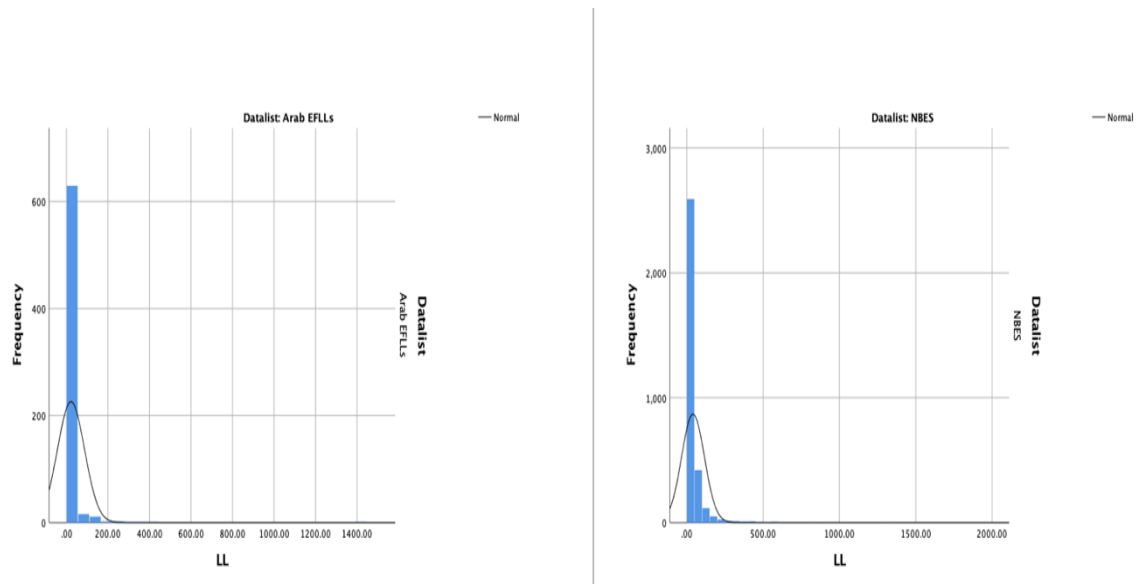 Datalist: Arab EFLLs
Normal
600
400
200
0
Frequency
Datalist
Arab EFLLs
.00 200.00 400.00 600.00 800.00 1000.00 1200.00 1400.00
LL
Datalist: NBES
Normal
3,000
2,000
1,000
0
Frequency
Datalist
NBES
.00 500.00 1000.00 1500.00 2000.00
LL